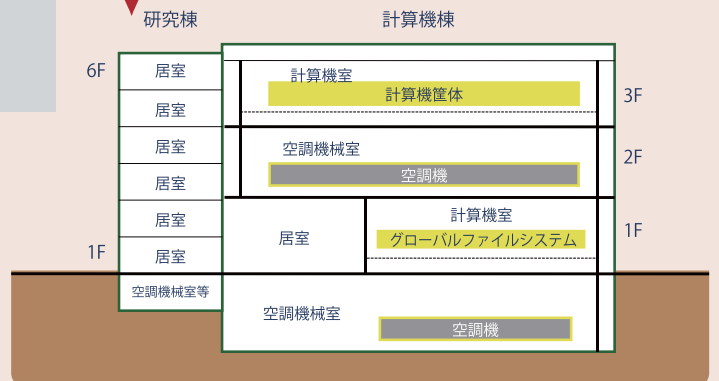 研究棟
計算機棟
6F
居室
居室
居室
居室
居室
居室
1F
空調機械室等
計算機室
計算機筐体
3F
空調機械室
空調機
2F
居室
計算機室
グローバルファイルシステム
1F
空調機械室
空調機